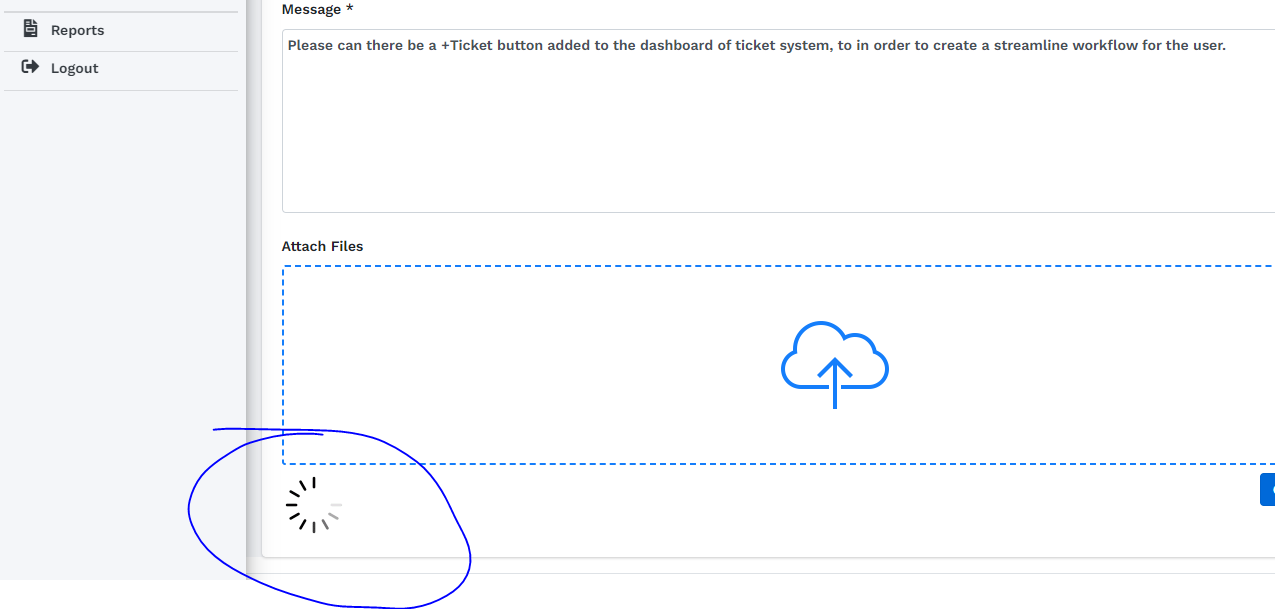 Message *
Reports
Please can there be a +Ticket button added to the dashboard of ticket system, to in order to create a streamline workflow for the user.
Logout
Attach Files